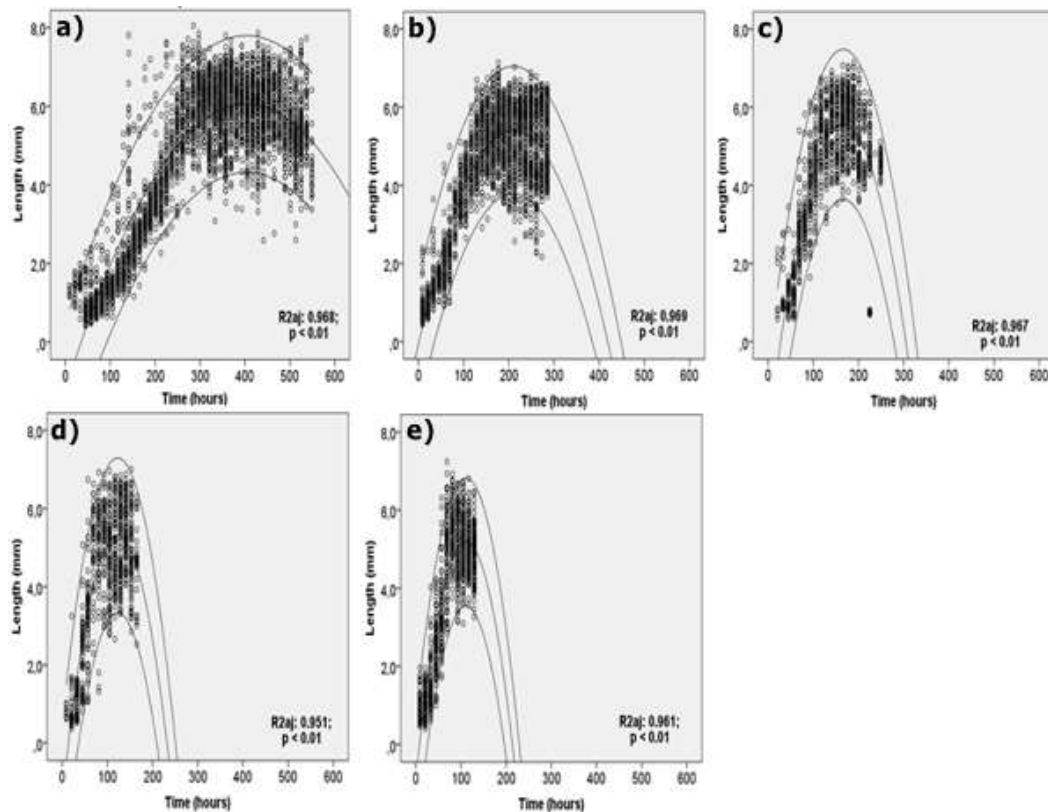 a)
8,0
6,0
4,0
2,0
,0
Length (mm)
R2aj: 0.968;
p < 0.01
0 100 200 300 400 500 600
Time (hours)
b)
8,0
6,0
4,0
2,0
,0
Length (mm)
R2aj: 0.969
p < 0.01
0 100 200 300 400 500 600
Time (hours)
c)
8,0
6,0
4,0
2,0
,0
Length (mm)
R2aj: 0.967
p < 0.01
0 100 200 300 400 500 600
Time (hours)
d)
8,0
6,0
4,0
2,0
,0
Length (mm)
R2aj: 0.951;
p < 0.01
0 100 200 300 400 500 600
Time (hours)
e)
8,0
6,0
4,0
2,0
,0
Length (mm)
R2aj: 0.961;
p < 0.01
0 100 200 300 400 500 600
Time (hours)